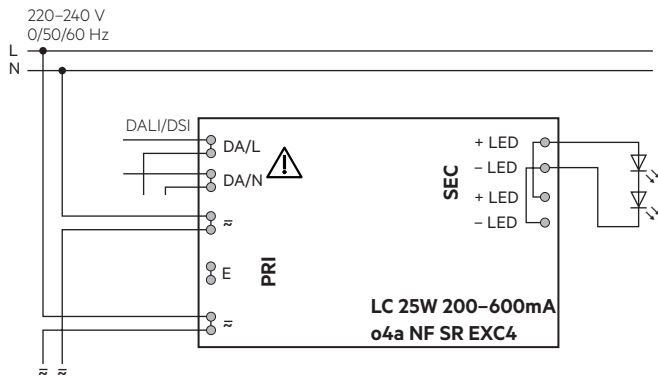 220–240 V
0/50/60 Hz
L
N
DALI/DSI
DA/L
DA/N
≂
E
≂
PRI
+ LED
– LED
+ LED
– LED
SEC
LC 25W 200–600mA
o4a NF SR EXC4
≂ ≂